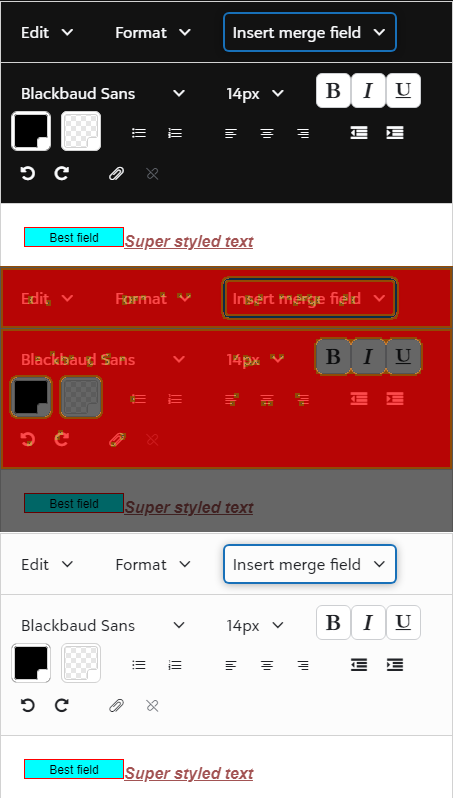 Edit Format Insert merge field
Blackbaud Sans 14px B I U
Best field Super styled text
Edit Format Insert merge field
Blackbaud Sans 14px B I U
Best field Super styled text
Edit Format Insert merge field
Blackbaud Sans 14px B I U
Best field Super styled text